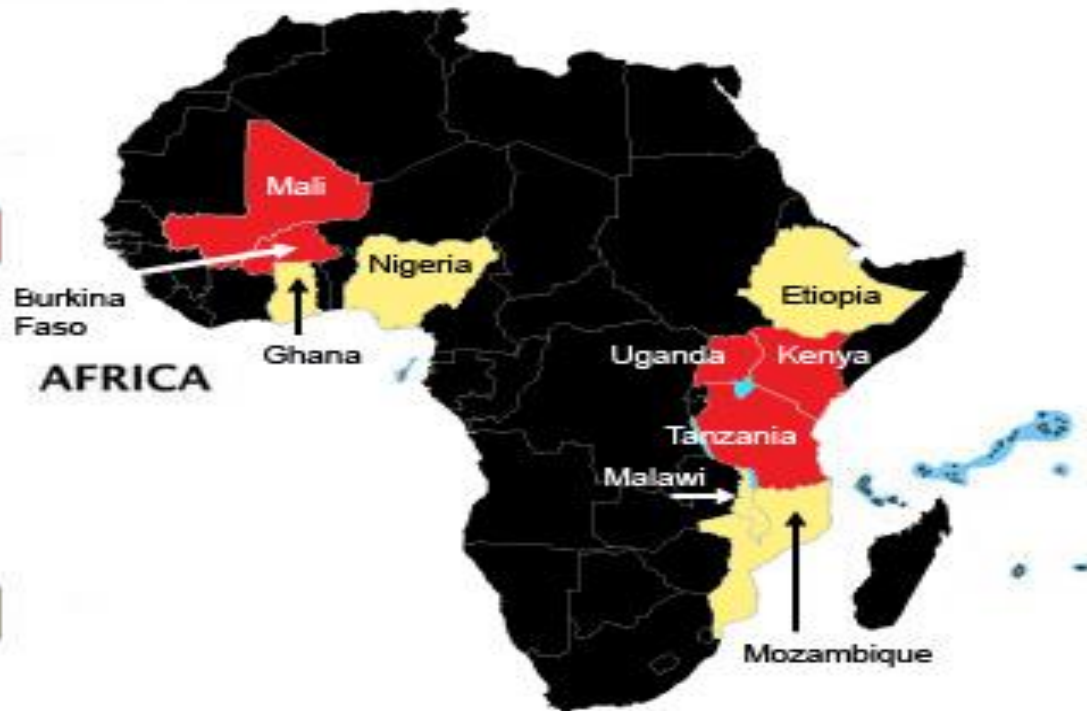 Mali
Nigeria
Burkina
Faso
Ghana
AFRICA
Etiopia
Uganda
Kenya
Tanzania
Malawi
Mozambique